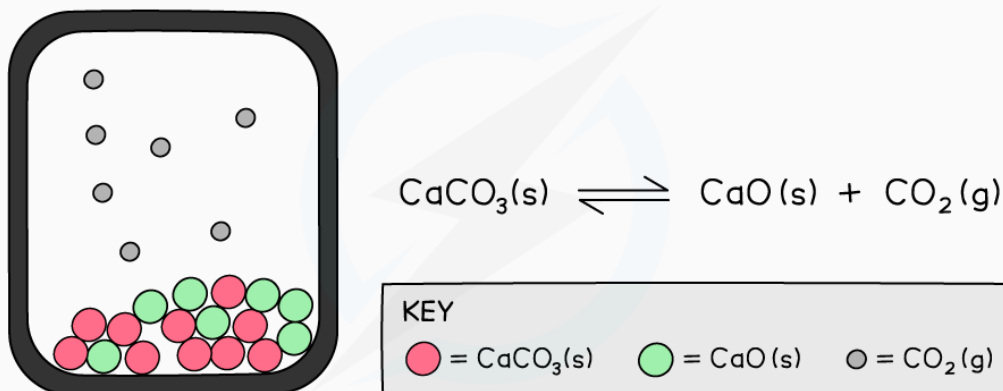 CaCO₃(s) ⇌ CaO(s) + CO₂(g)
KEY
= CaCO₃(s) = CaO(s) = CO₂(g)